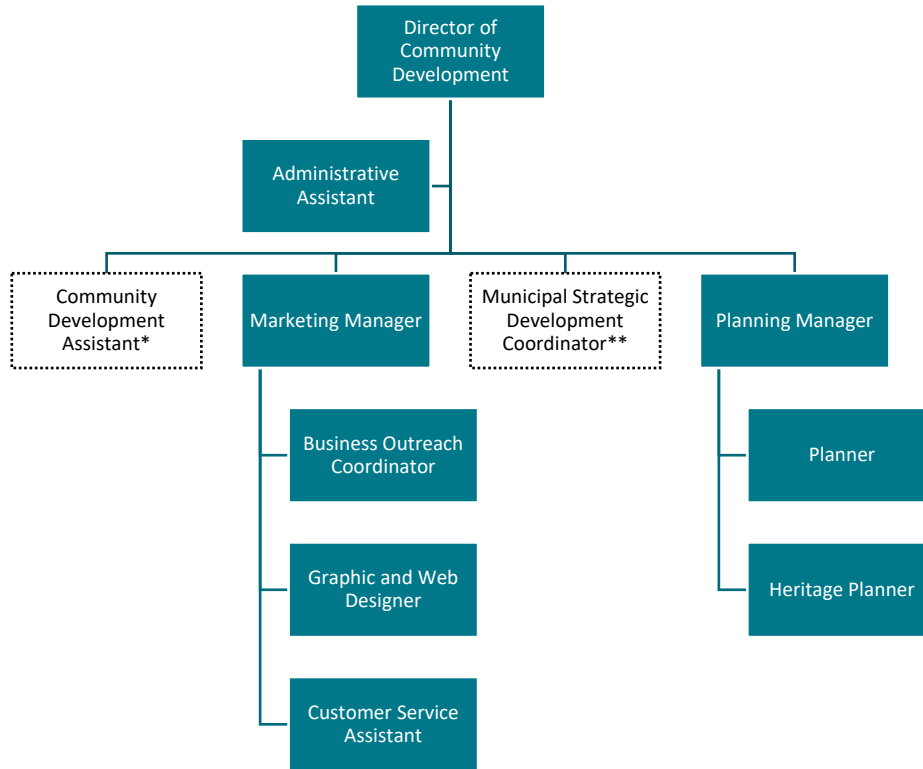 Director of
Community
Development
Administrative
Assistant
Community
Development
Assistant*
Marketing Manager
Municipal Strategic
Development
Coordinator**
Planning Manager
Business Outreach
Coordinator
Planner
Graphic and Web
Designer
Heritage Planner
Customer Service
Assistant